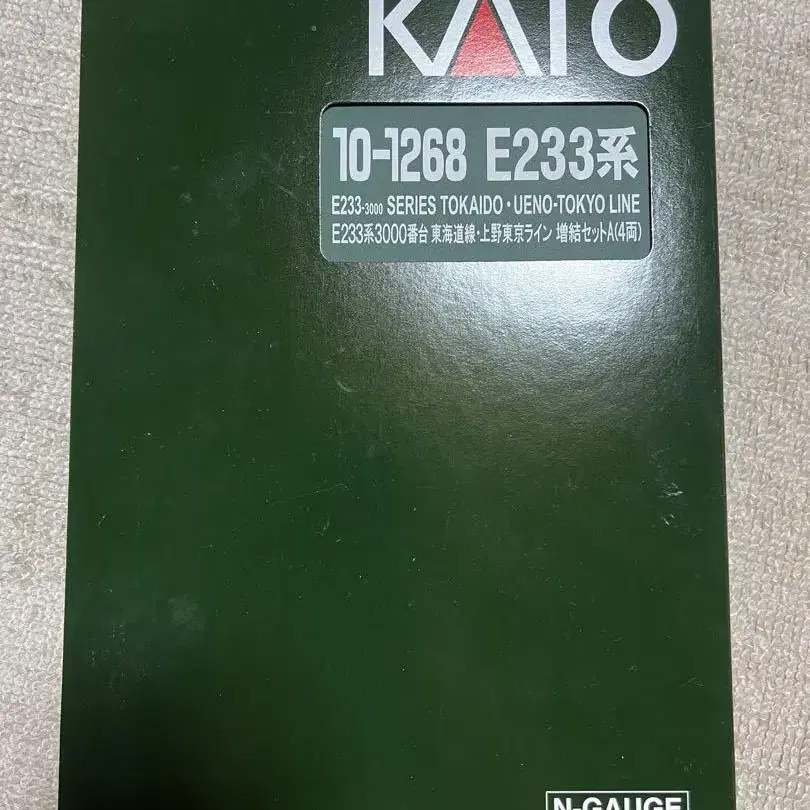 KATO
10-1268 E233系
E233-3000 SERIES TOKAIDO・UENO-TOKYO LINE
E233系3000番台 東海道線・上野東京ライン 増結セットA(4両)
N-GAUGE